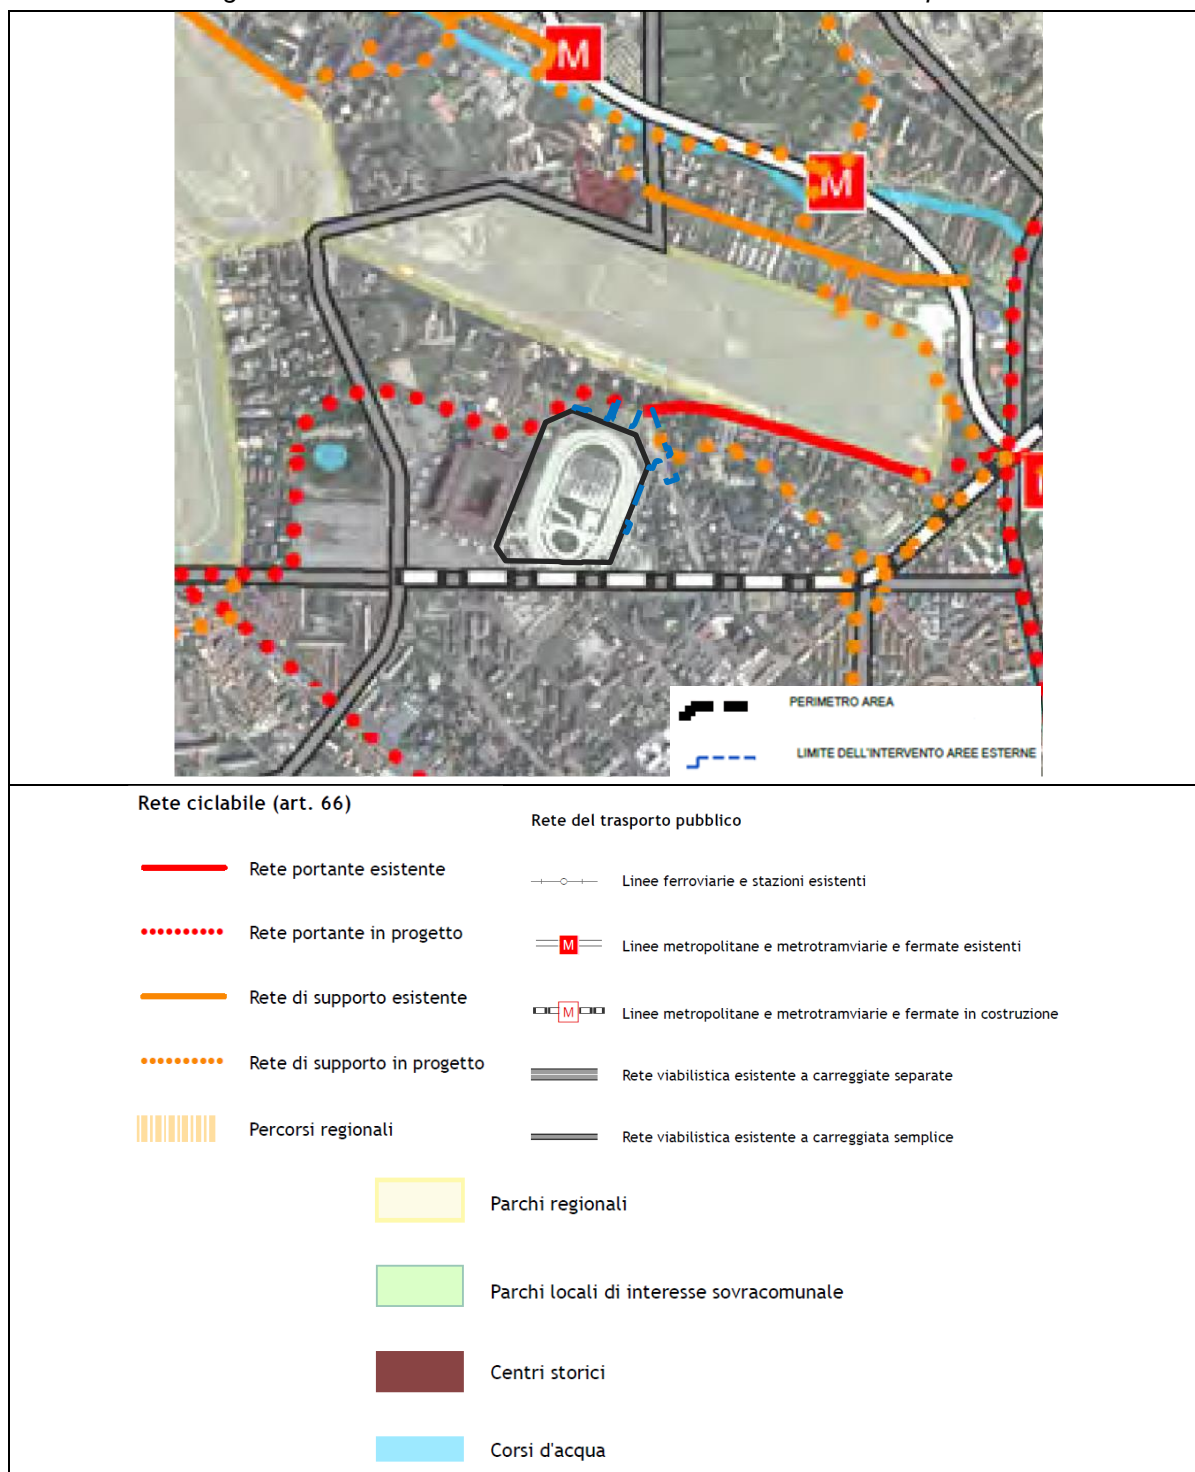 M
M
PERIMETRO AREA
LIMITE DELL'INTERVENTO AREE ESTERNE
Rete ciclabile (art. 66)
Rete portante esistente
Rete portante in progetto
Rete di supporto esistente
Rete di supporto in progetto
Percorsi regionali
Rete del trasporto pubblico
Linee ferroviarie e stazioni esistenti
M Linee metropolitane e metrotramviarie e fermate esistenti
M Linee metropolitane e metrotramviarie e fermate in costruzione
Rete viabilistica esistente a carreggiate separate
Rete viabilistica esistente a carreggiata semplice
Parchi regionali
Parchi locali di interesse sovracomunale
Centri storici
Corsi d'acqua